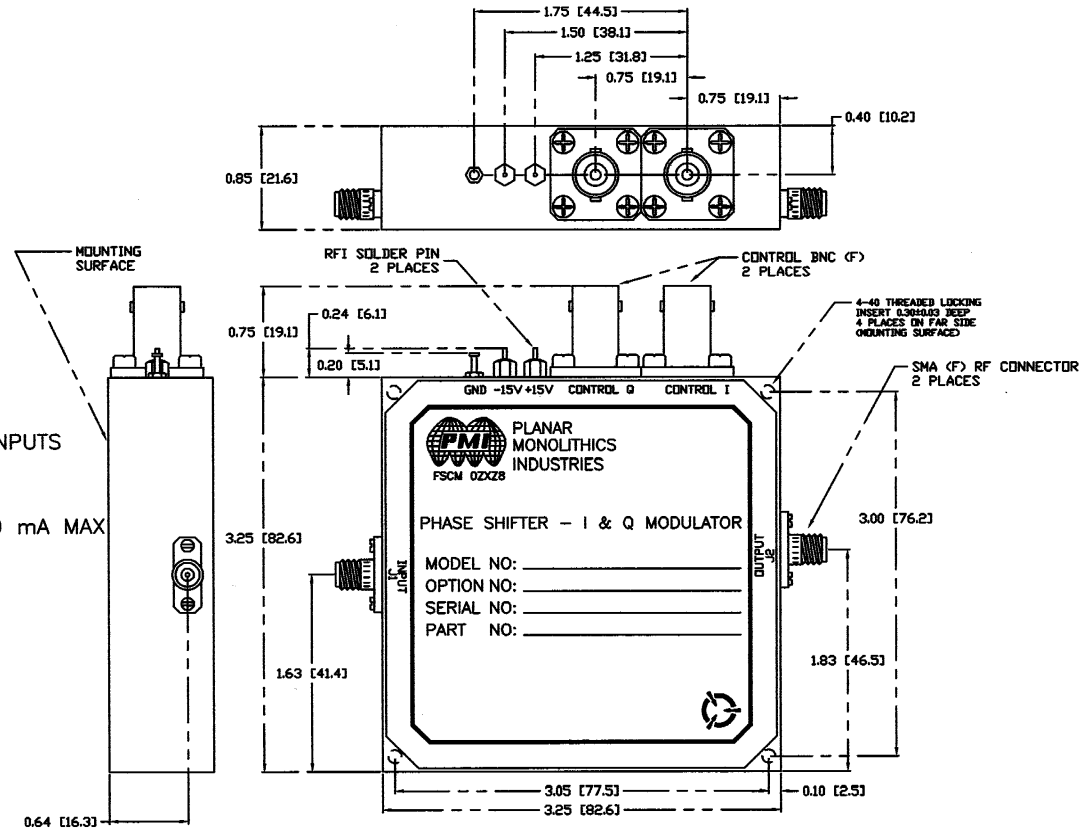 1.75 [44.5]
1.50 [38.1]
1.25 [31.8]
0.75 [19.1]
0.75 [19.1]
0.40 [10.2]
0.85 [21.6]
MOUNTING
SURFACE
RFI SOLDER PIN
2 PLACES
CONTROL BNC (F)
2 PLACES
0.24 [6.1]
0.75 [19.1]
0.20 [5.1]
4-40 THREADED LOCKING
INSERT 0.30±0.03 DEEP
4 PLACES ON FAR SIDE
(MOUNTING SURFACE)
SMA (F) RF CONNECTOR
2 PLACES
GND -15V +15V CONTROL Q CONTROL I
PMI
FSCM 0ZXZ8
PLANAR
MONOLITHICS
INDUSTRIES
NPUTS
mA MAX
3.25 [82.6]
3.00 [76.2]
PHASE SHIFTER - I & Q MODULATOR
INPUT
J1
OUTPUT
J2
MODEL NO:
OPTION NO:
SERIAL NO:
PART NO:
1.63 [41.4]
1.83 [46.5]
3.05 [77.5]
0.10 [2.5]
3.25 [82.6]
0.64 [16.3]